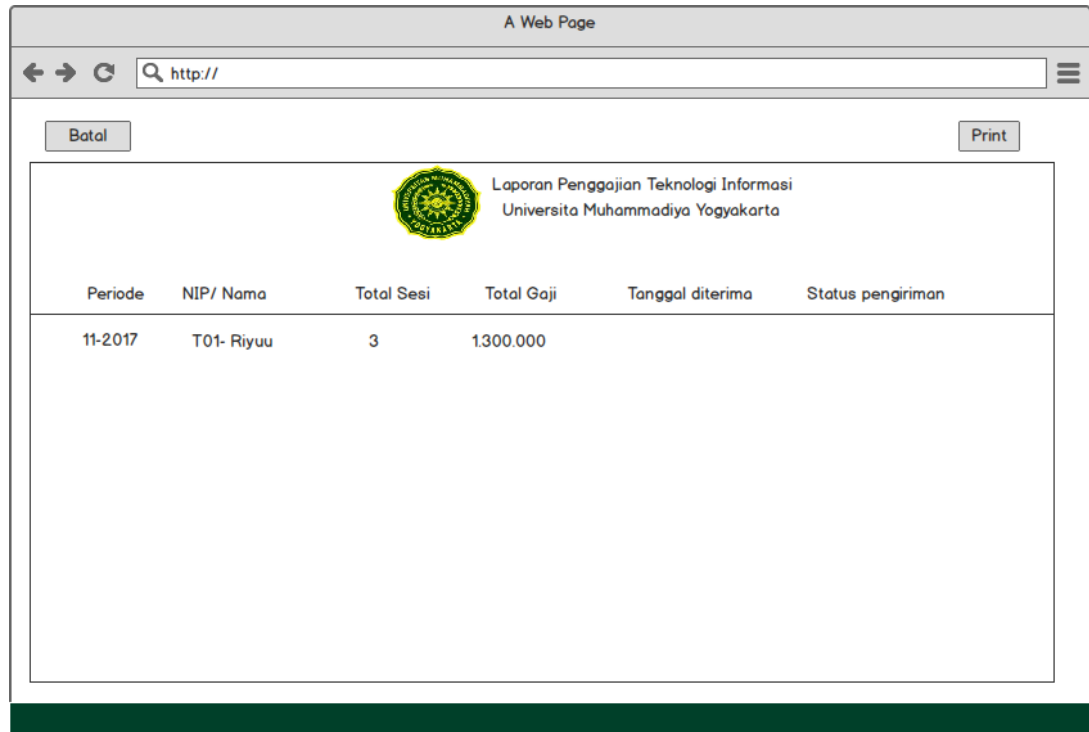 A Web Page
http://
Batal Print
Laporan Penggajian Teknologi Informasi
Universita Muhammadiya Yogyakarta
Periode NIP/ Nama Total Sesi Total Gaji Tanggal diterima Status pengiriman
11-2017 T01- Riyuu 3 1.300.000